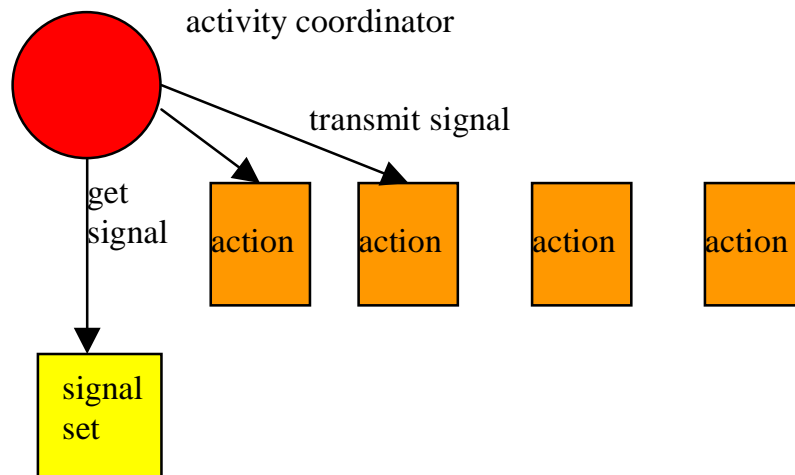 activity coordinator
transmit signal
get
signal
action
action
action
action
signal
set